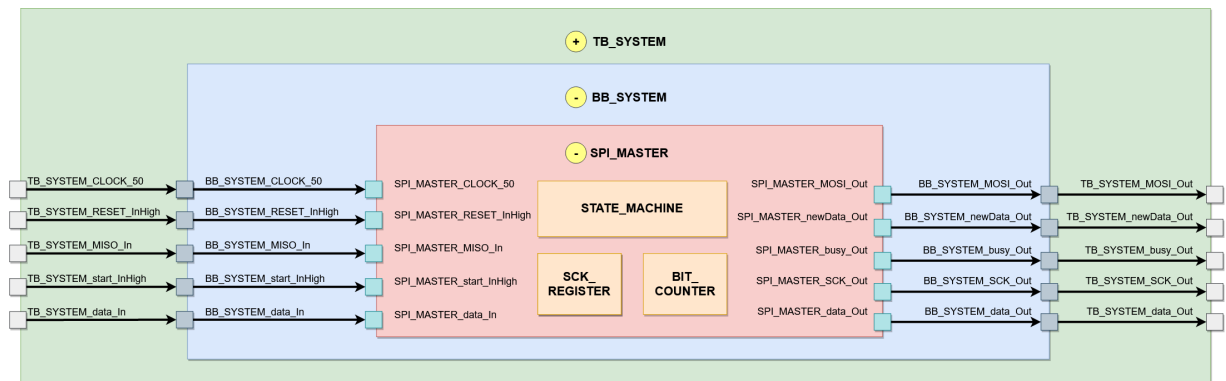 + TB_SYSTEM
- BB_SYSTEM
- SPI_MASTER
TB_SYSTEM_CLOCK_50 BB_SYSTEM_CLOCK_50 SPI_MASTER_CLOCK_50 SPI_MASTER_MOSI_Out BB_SYSTEM_MOSI_Out TB_SYSTEM_MOSI_Out
STATE_MACHINE
TB_SYSTEM_RESET_InHigh BB_SYSTEM_RESET_InHigh SPI_MASTER_RESET_InHigh SPI_MASTER_newData_Out BB_SYSTEM_newData_Out TB_SYSTEM_newData_Out
TB_SYSTEM_MISO_In BB_SYSTEM_MISO_In SPI_MASTER_MISO_In SPI_MASTER_busy_Out BB_SYSTEM_busy_Out TB_SYSTEM_busy_Out
SCK_
REGISTER
BIT_
COUNTER
TB_SYSTEM_start_InHigh BB_SYSTEM_start_InHigh SPI_MASTER_start_InHigh SPI_MASTER_SCK_Out BB_SYSTEM_SCK_Out TB_SYSTEM_SCK_Out
TB_SYSTEM_data_In BB_SYSTEM_data_In SPI_MASTER_data_In SPI_MASTER_data_Out BB_SYSTEM_data_Out TB_SYSTEM_data_Out